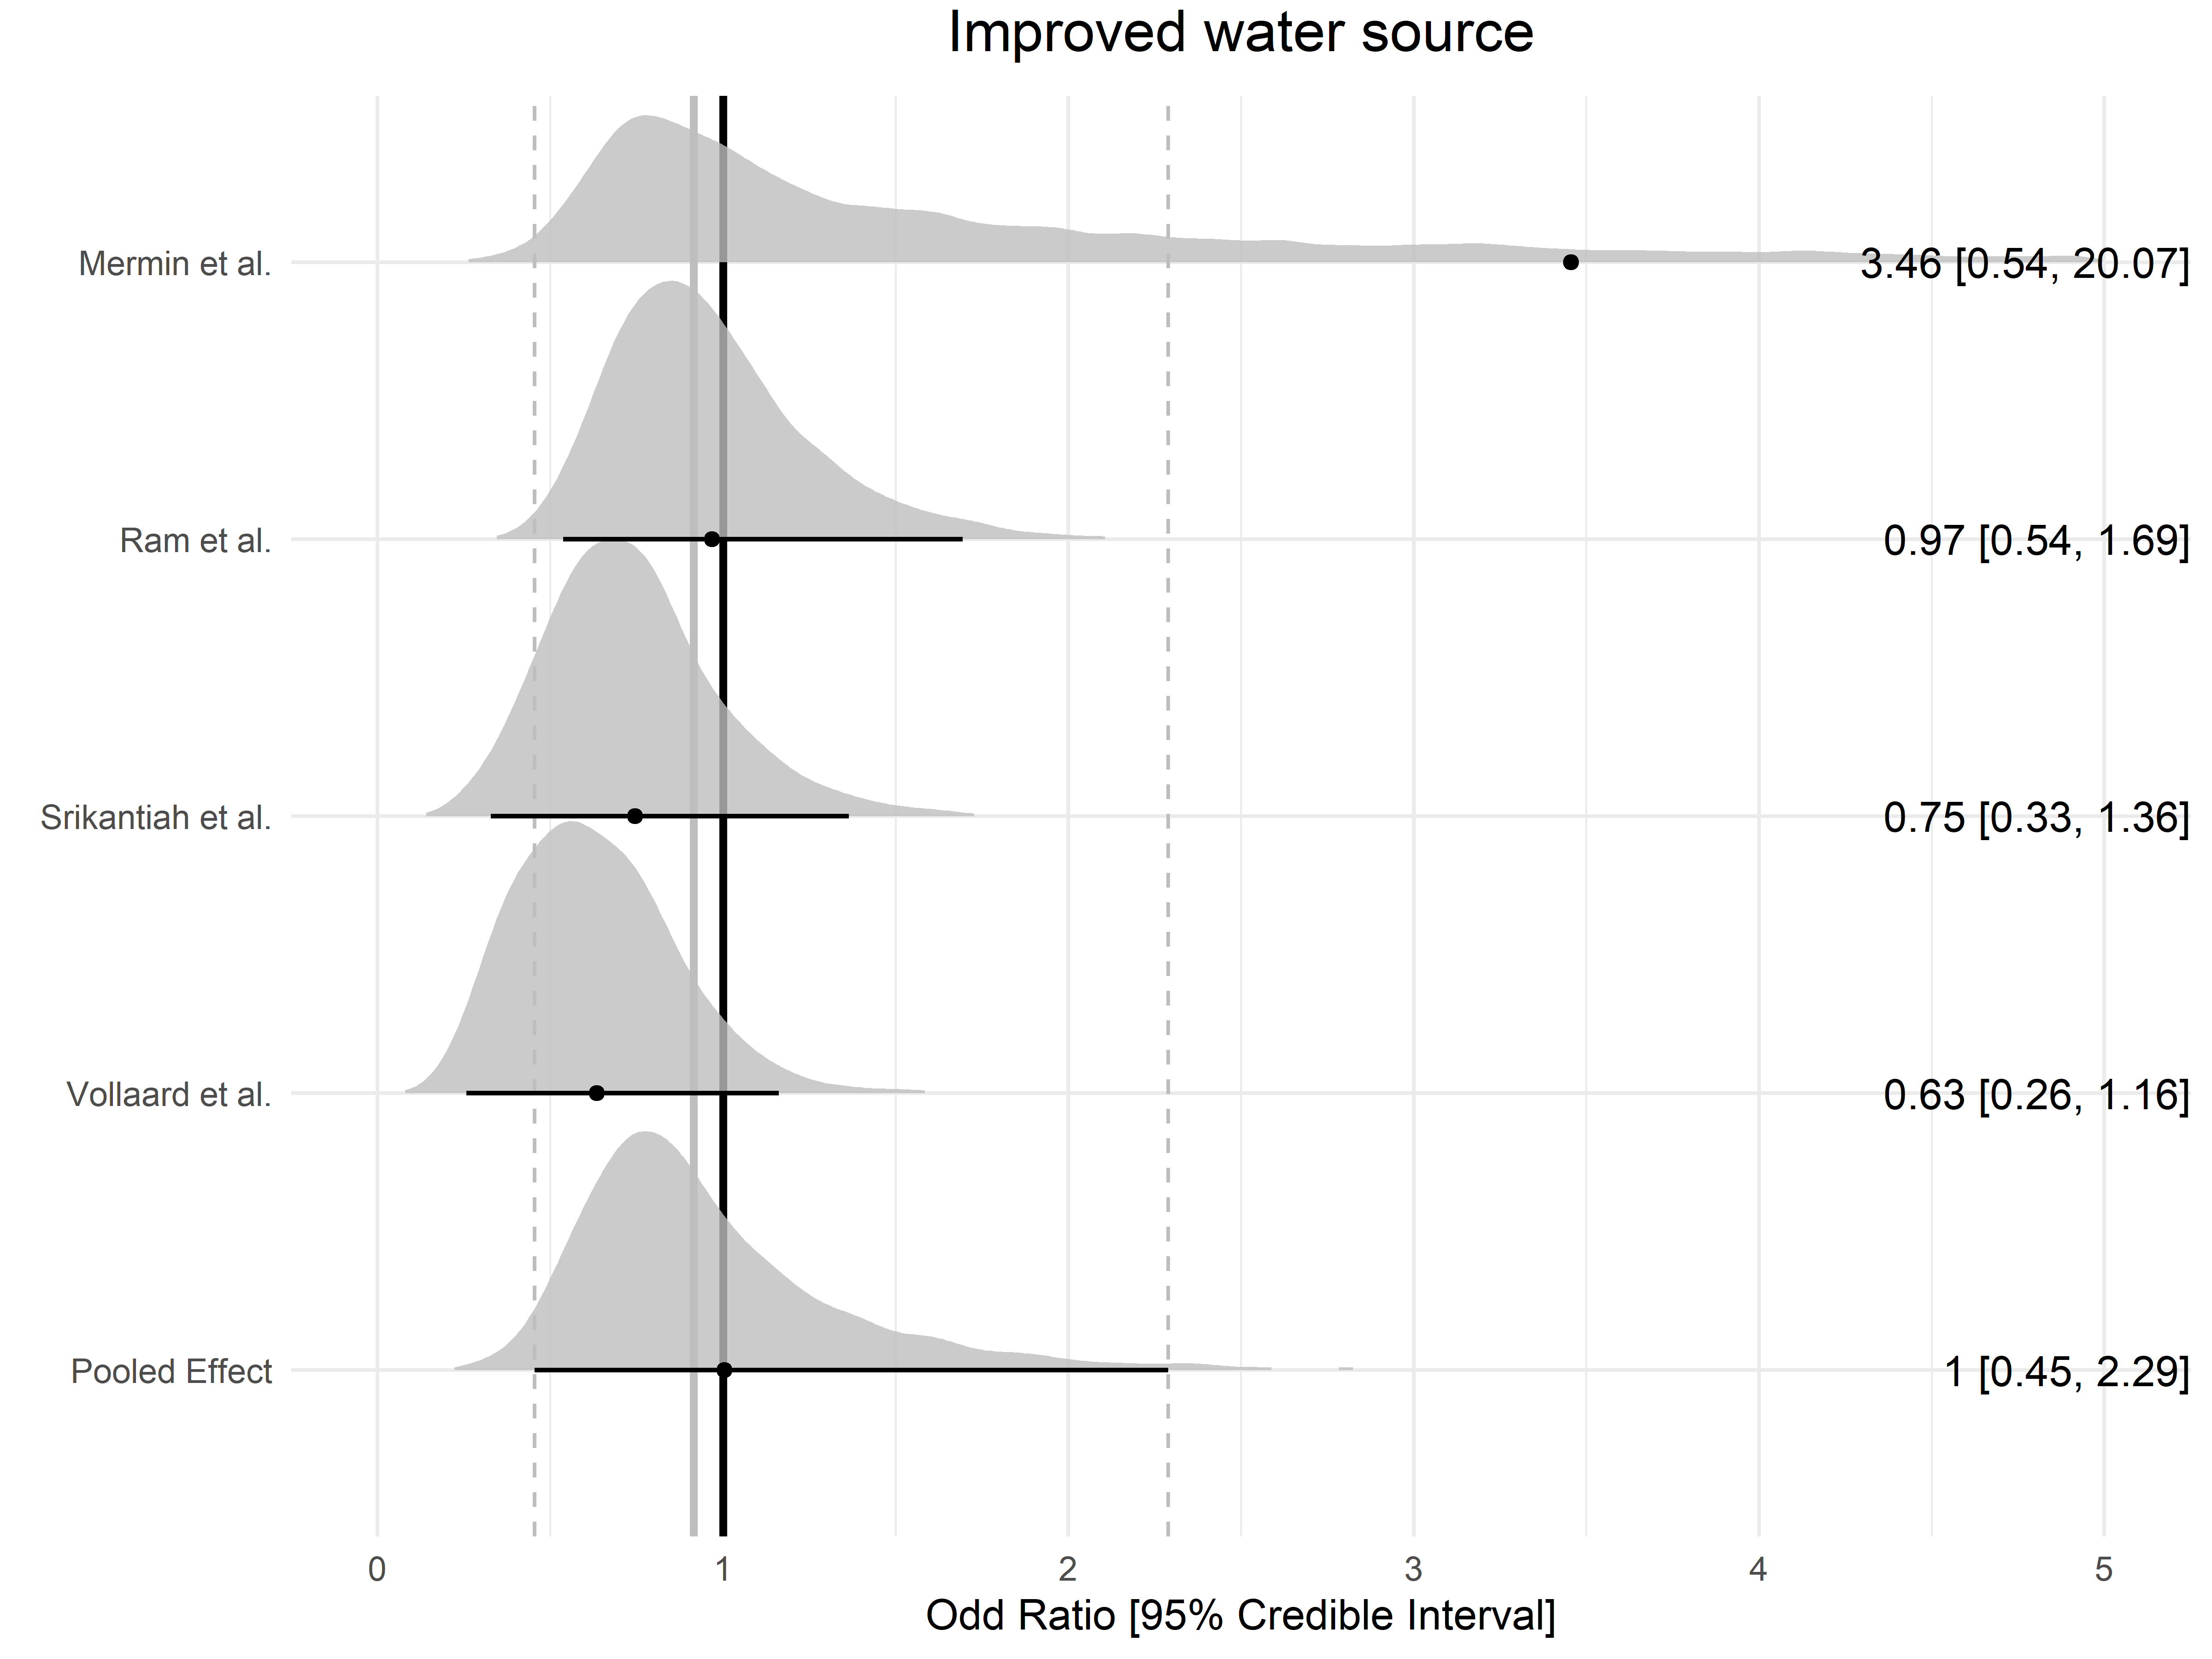 Improved water source
Mermin et al.
3.46 [0.54, 20.07]
Ram et al.
0.97 [0.54, 1.69]
Srikantiah et al.
0.75 [0.33, 1.36]
Vollaard et al.
0.63 [0.26, 1.16]
Pooled Effect
1 [0.45, 2.29]
0 1 2 3 4 5
Odd Ratio [95% Credible Interval]